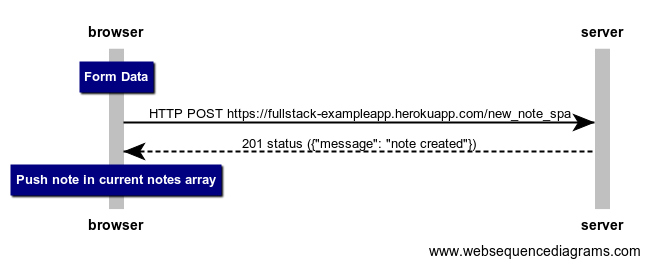 browser
server
Form Data
HTTP POST https://fullstack-exampleapp.herokuapp.com/new_note_spa
201 status ({"message": "note created"})
Push note in current notes array
browser
server
www.websequencediagrams.com